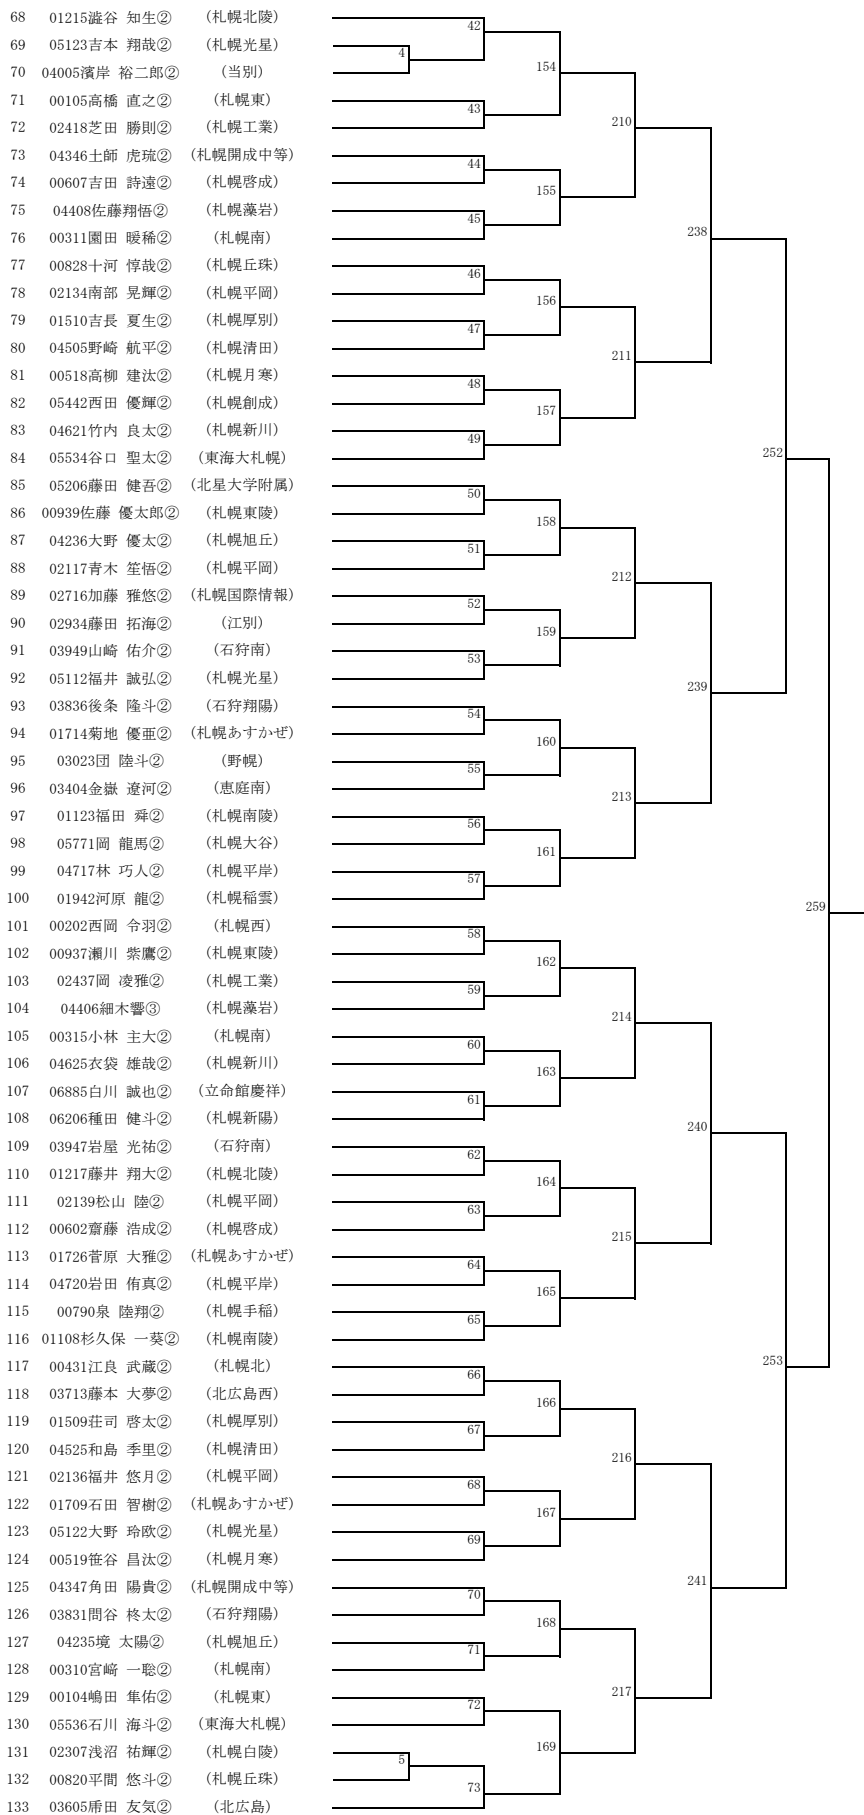 68 01215澁谷 知生② (札幌北陵)
69 05123吉本 翔哉② (札幌光星)
70 04005濱岸 裕二郎② (当別)
71 00105高橋 直之② (札幌東)
72 02418芝田 勝則② (札幌工業)
73 04346土師 虎琉② (札幌開成中等)
74 00607吉田 詩遠② (札幌啓成)
75 04408佐藤翔悟② (札幌藻岩)
76 00311園田 暖稀② (札幌南)
77 00828十河 惇哉② (札幌丘珠)
78 02134南部 晃輝② (札幌平岡)
79 01510吉長 夏生② (札幌厚別)
80 04505野崎 航平② (札幌清田)
81 00518高柳 建汰② (札幌月寒)
82 05442西田 優輝② (札幌創成)
83 04621竹内 良太② (札幌新川)
84 05534谷口 聖太② (東海大札幌)
85 05206藤田 健吾② (北星大学附属)
86 00939佐藤 優太郎② (札幌東陵)
87 04236大野 優太② (札幌旭丘)
88 02117青木 笙悟② (札幌平岡)
89 02716加藤 雅悠② (札幌国際情報)
90 02934藤田 拓海② (江別)
91 03949山崎 佑介② (石狩南)
92 05112福井 誠弘② (札幌光星)
93 03836後条 隆斗② (石狩翔陽)
94 01714菊地 優亜② (札幌あすかぜ)
95 03023団 陸斗② (野幌)
96 03404金嶽 遼河② (恵庭南)
97 01123福田 舜② (札幌南陵)
98 05771岡 龍馬② (札幌大谷)
99 04717林 巧人② (札幌平岸)
100 01942河原 龍② (札幌稲雲)
101 00202西岡 令羽② (札幌西)
102 00937瀬川 紫鷹② (札幌東陵)
103 02437岡 凌雅② (札幌工業)
104 04406細木響③ (札幌藻岩)
105 00315小林 主大② (札幌南)
106 04625衣袋 雄哉② (札幌新川)
107 06885白川 誠也② (立命館慶祥)
108 06206種田 健斗② (札幌新陽)
109 03947岩屋 光祐② (石狩南)
110 01217藤井 翔大② (札幌北陵)
111 02139松山 陸② (札幌平岡)
112 00602齋藤 浩成② (札幌啓成)
113 01726菅原 大雅② (札幌あすかぜ)
114 04720岩田 侑真② (札幌平岸)
115 00790泉 陸翔② (札幌手稲)
116 01108杉久保 一葵② (札幌南陵)
117 00431江良 武蔵② (札幌北)
118 03713藤本 大夢② (北広島西)
119 01509荘司 啓太② (札幌厚別)
120 04525和島 季里② (札幌清田)
121 02136福井 悠月② (札幌平岡)
122 01709石田 智樹② (札幌あすかぜ)
123 05122大野 玲欧② (札幌光星)
124 00519笹谷 昌汰② (札幌月寒)
125 04347角田 陽貴② (札幌開成中等)
126 03831問谷 柊太② (石狩翔陽)
127 04235境 太陽② (札幌旭丘)
128 00310宮﨑 一聡② (札幌南)
129 00104嶋田 隼佑② (札幌東)
130 05536石川 海斗② (東海大札幌)
131 02307浅沼 祐輝② (札幌白陵)
132 00820平間 悠斗② (札幌丘珠)
133 03605乕田 友気② (北広島)
4
5
42
43
44
45
46
47
48
49
50
51
52
53
54
55
56
57
58
59
60
61
62
63
64
65
66
67
68
69
70
71
72
73
154
155
156
157
158
159
160
161
162
163
164
165
166
167
168
169
210
211
212
213
214
215
216
217
238
239
240
241
252
253
259